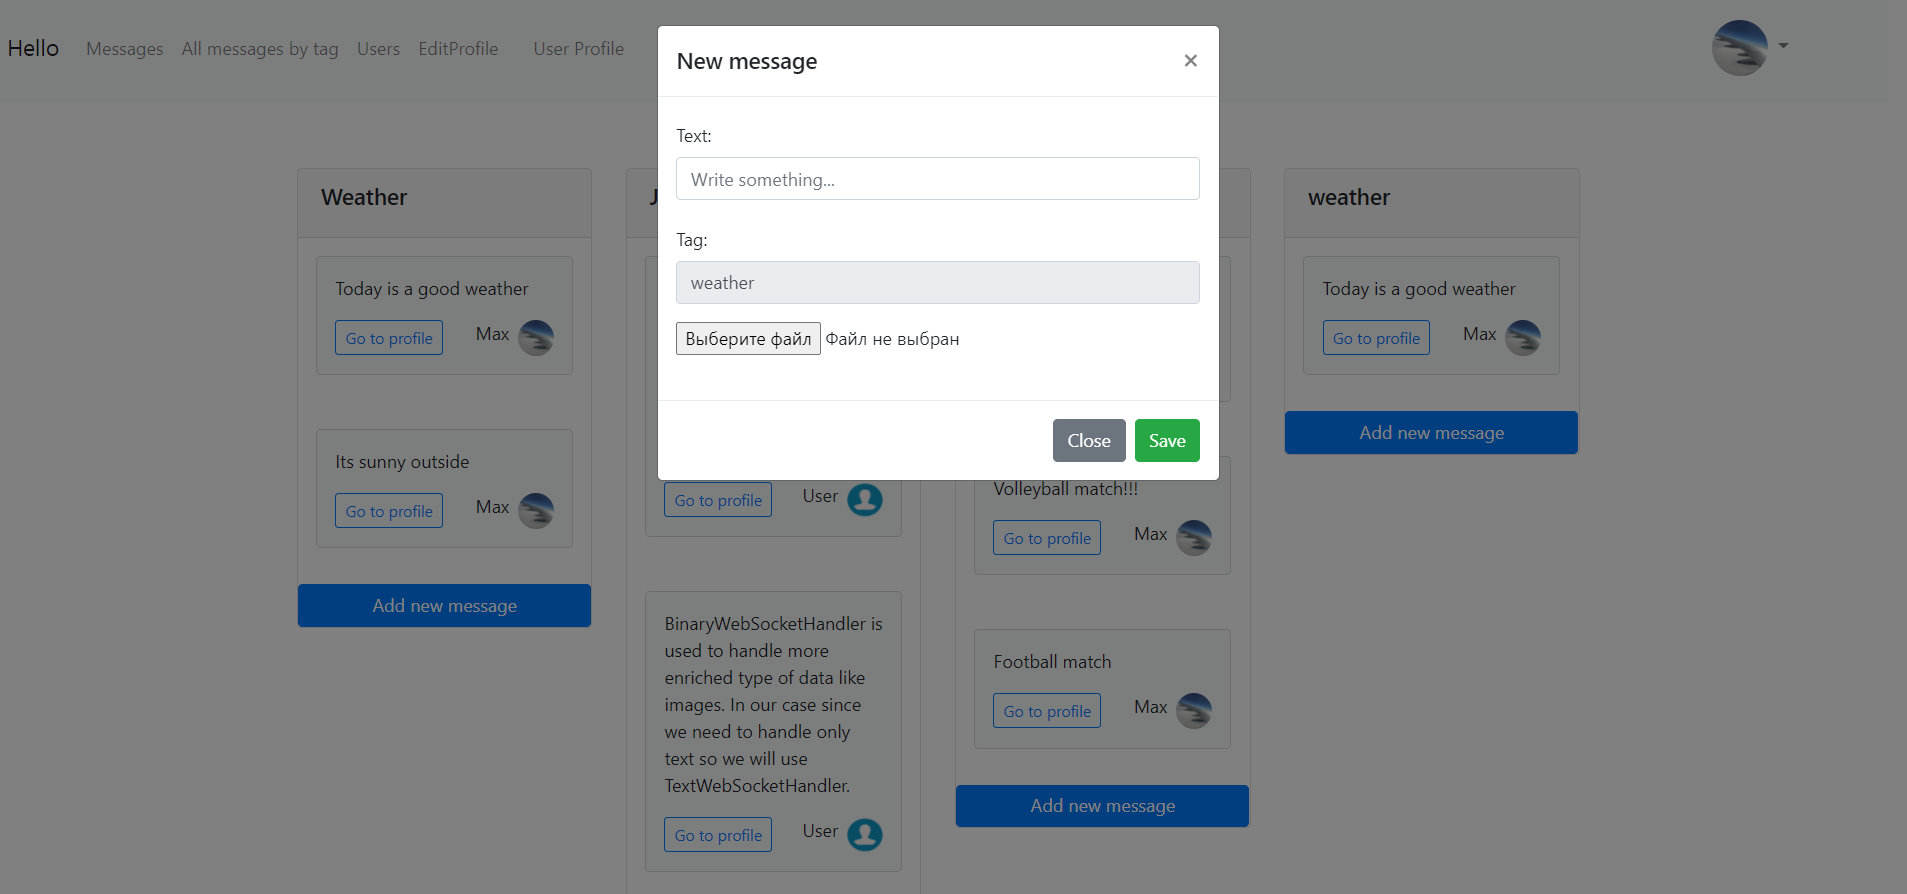 Hello Messages All messages by tag Users EditProfile User Profile
New message ×
Text:
Write something...
Tag:
weather
Выберите файл Файл не выбран
Close Save
Weather
Today is a good weather
Go to profile Max
Its sunny outside
Go to profile Max
Add new message
J
Go to profile User
BinaryWebSocketHandler is
used to handle more
enriched type of data like
images. In our case since
we need to handle only
text so we will use
TextWebSocketHandler.
Go to profile User
Volleyball match!!!
Go to profile Max
Football match
Go to profile Max
Add new message
weather
Today is a good weather
Go to profile Max
Add new message